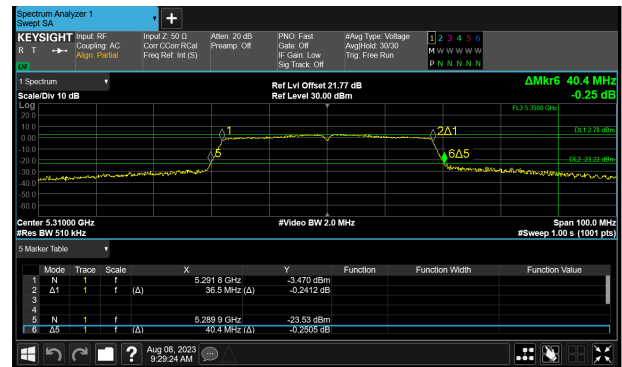 Spectrum Analyzer 1
Swept SA
+
KEYSIGHT Input: RF Input Z: 50 Ω Atten: 20 dB PNO: Fast #Avg Type: Voltage 1 2 3 4 5 6
R T Coupling: AC Corr CCorr RCal Preamp: Off Gate: Off Avg|Hold: 30/30 M W W W W W
Align: Partial Freq Ref: Int (S) IF Gain: Low Trig: Free Run P N N N N N
Sig Track: Off
LXI
1 Spectrum Ref Lvl Offset 21.77 dB ΔMkr6 40.4 MHz
Scale/Div 10 dB Ref Level 30.00 dBm -0.25 dB
Log
FL3 5.3500 GHz
20.0
10.0
0.00
-10.0
-20.0
-30.0
-40.0
-50.0
-60.0
1
2Δ1
5
6Δ5
DL1 2.78 dBm
DL2 -23.22 dBm
Center 5.31000 GHz #Video BW 2.0 MHz Span 100.0 MHz
#Res BW 510 kHz #Sweep 1.00 s (1001 pts)
5 Marker Table
Mode Trace Scale X Y Function Function Width Function Value
1 N 1 f 5.291 8 GHz -3.470 dBm
2 Δ1 1 f (Δ) 36.5 MHz (Δ) -0.2412 dB
3
4
5 N 1 f 5.289 9 GHz -23.53 dBm
6 Δ5 1 f (Δ) 40.4 MHz (Δ) -0.2505 dB
? Aug 08, 2023
9:29:24 AM